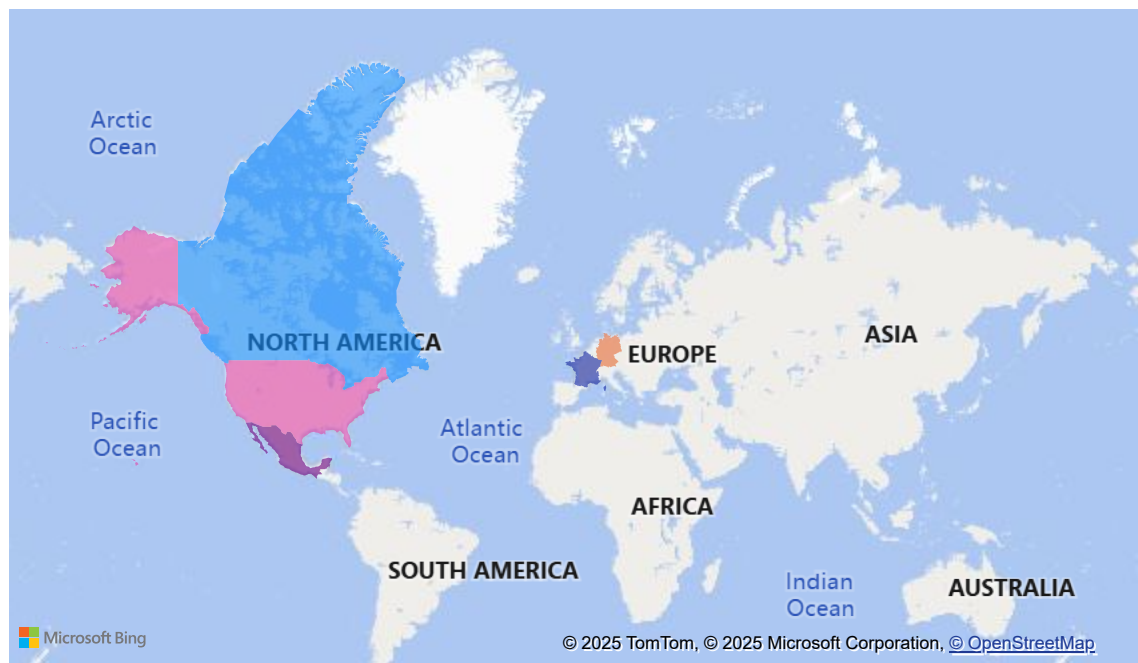 Arctic
Ocean
NORTH AMERICA
ASIA
EUROPE
Pacific
Ocean
Atlantic
Ocean
AFRICA
SOUTH AMERICA
Indian
Ocean
AUSTRALIA
Microsoft Bing
© 2025 TomTom, © 2025 Microsoft Corporation, © OpenStreetMap